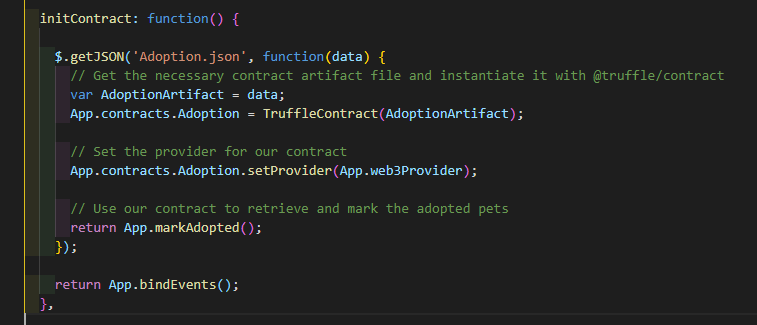 initContract: function() {
$.getJSON('Adoption.json', function(data) {
// Get the necessary contract artifact file and instantiate it with @truffle/contract
var AdoptionArtifact = data;
App.contracts.Adoption = TruffleContract(AdoptionArtifact);
// Set the provider for our contract
App.contracts.Adoption.setProvider(App.web3Provider);
// Use our contract to retrieve and mark the adopted pets
return App.markAdopted();
});
return App.bindEvents();
},